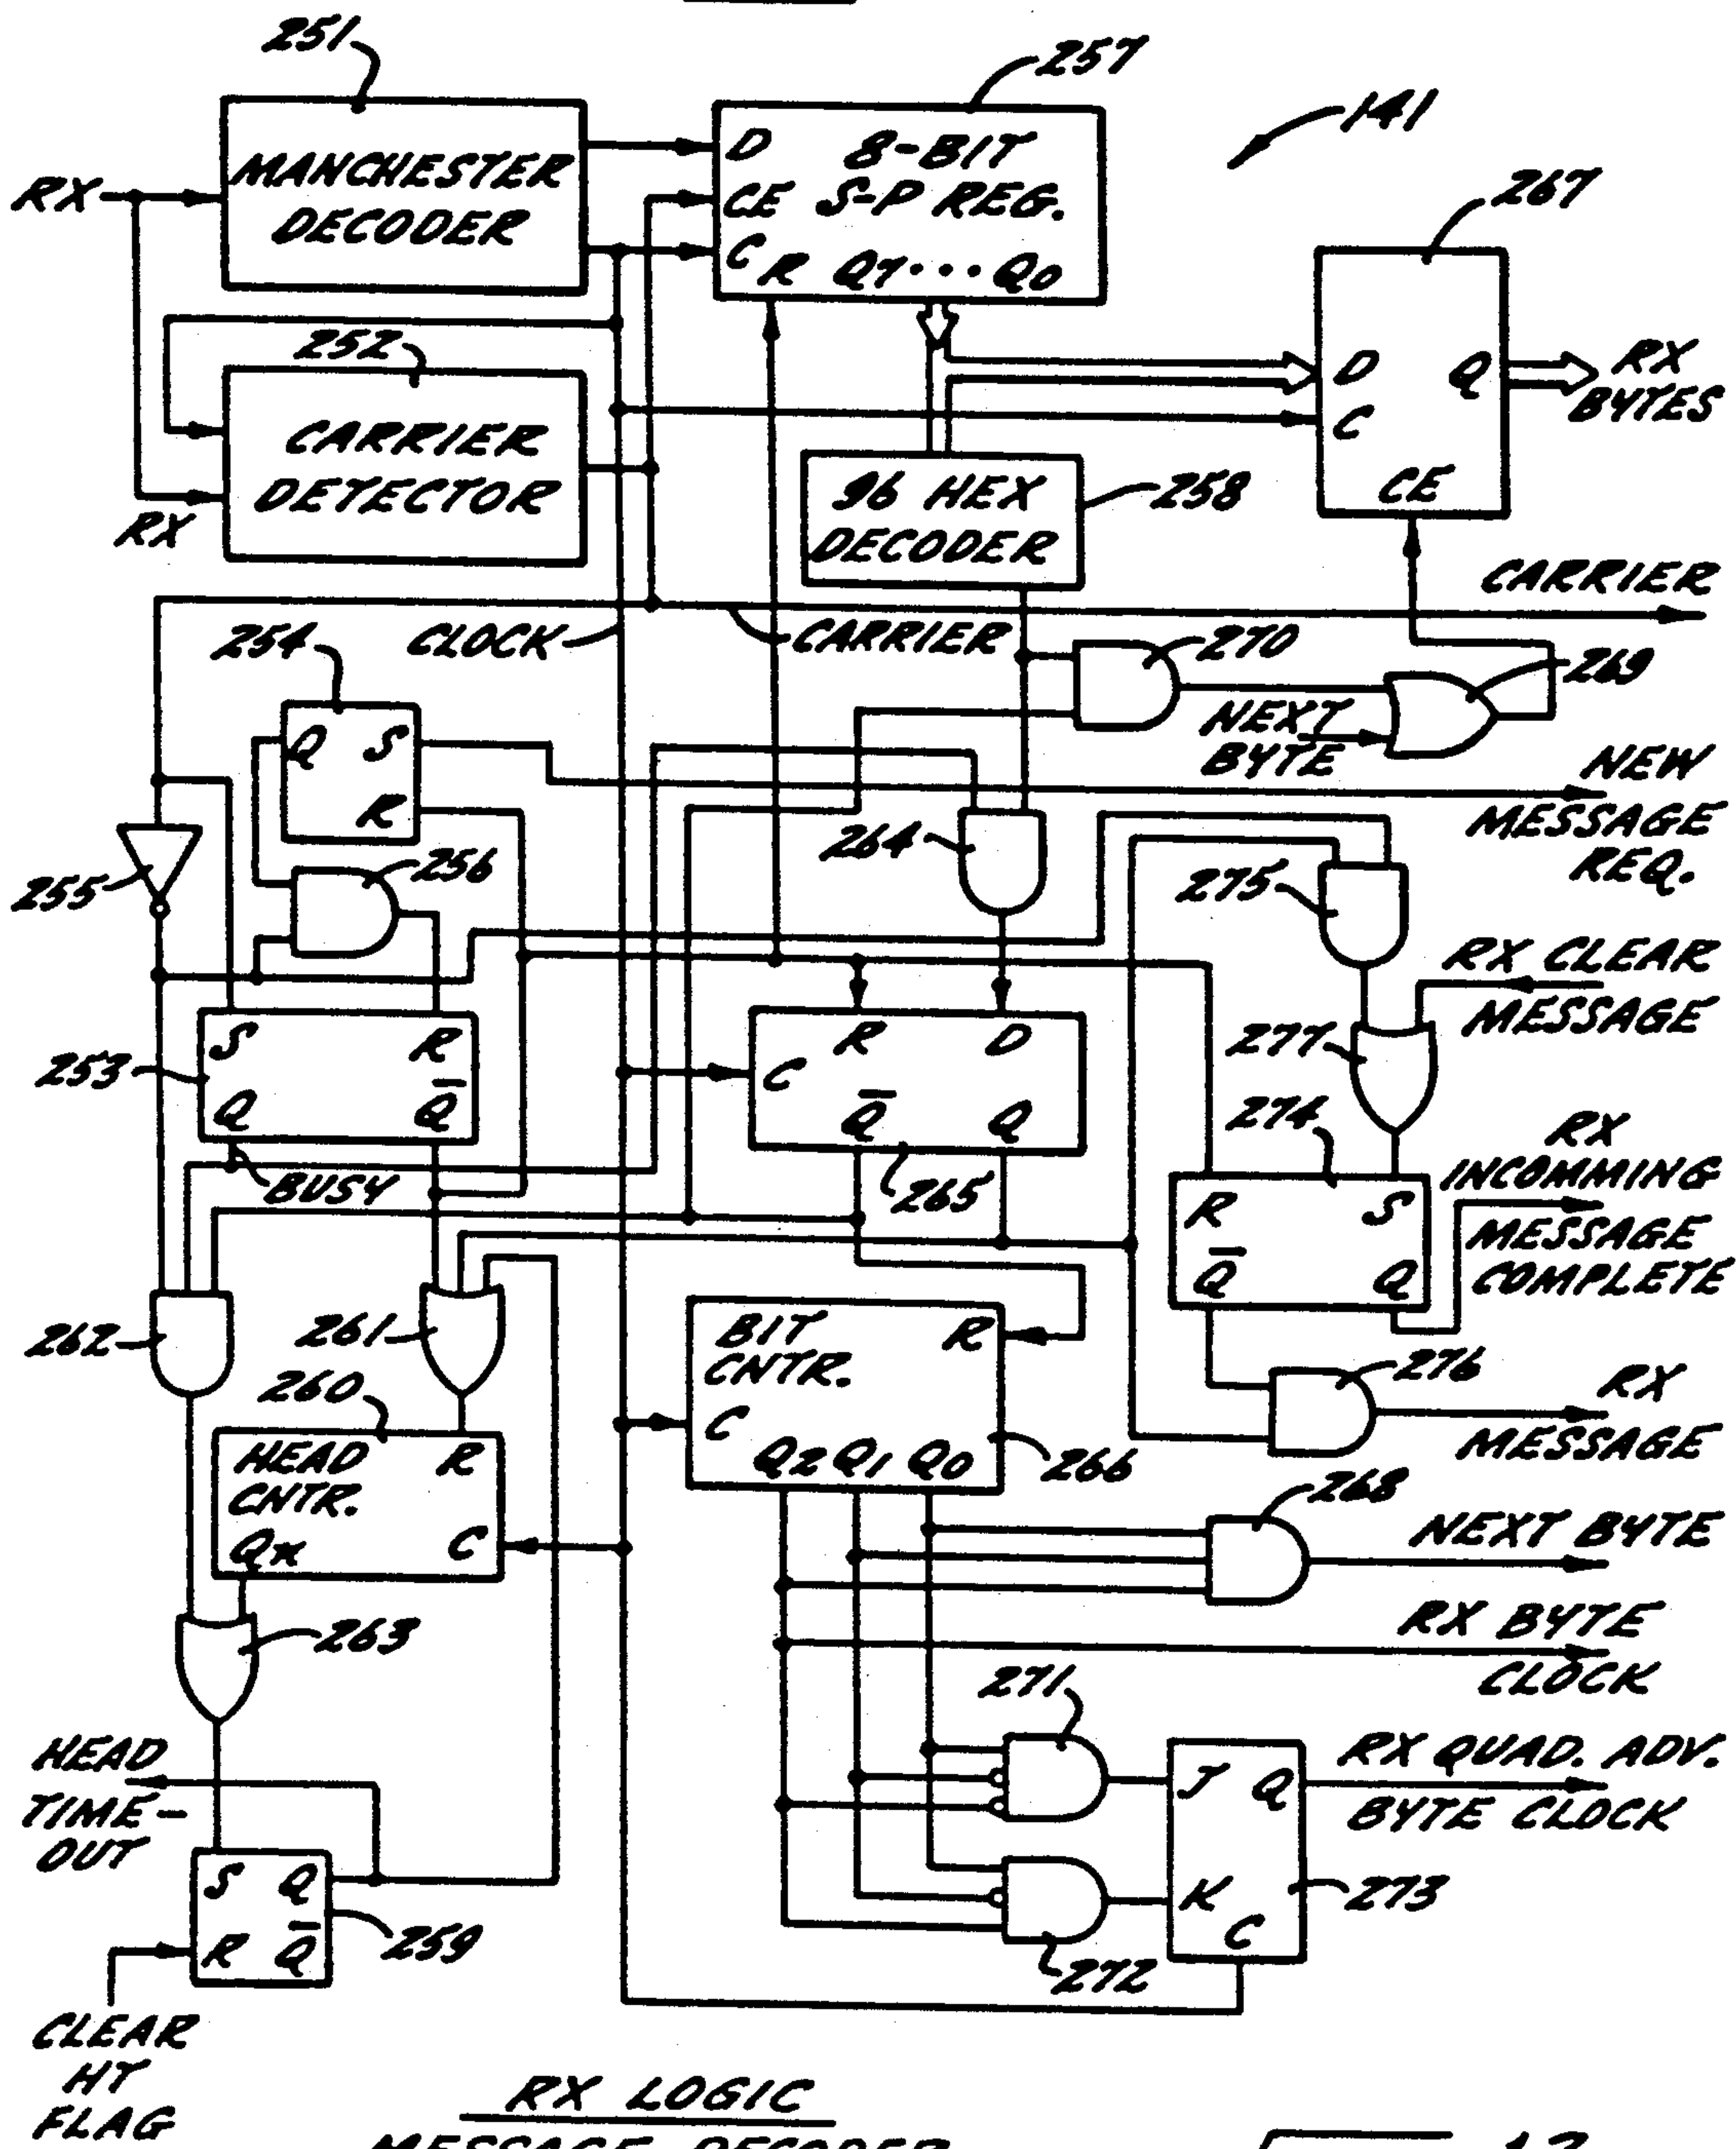 251
257
141
MANCHESTER
DECODER
RX
D
8-BIT
CE
S-P REG.
C
R
Q7···Q0
267
252
CARRIER
DETECTOR
RX
D
Q
C
CE
RX
BYTES
96 HEX
DECODER
258
CARRIER
254
CLOCK
CARRIER
270
269
NEXT
BYTE
Q
S
R
NEW
MESSAGE
REQ.
264
255
256
275
RX CLEAR
MESSAGE
253
S
R
Q
Q̅
R
D
C
Q̅
Q
277
274
BUSY
265
RX
INCOMMING
MESSAGE
COMPLETE
R
S
Q̅
Q
262
261
BIT
CNTR.
R
C
Q2 Q1 Q0
266
276
RX
MESSAGE
260
HEAD
CNTR.
R
Qx
C
268
NEXT BYTE
263
RX BYTE
CLOCK
271
HEAD
TIME-
OUT
J
Q
K
C
RX QUAD. ADV.
BYTE CLOCK
273
S
Q
R
Q̅
259
272
CLEAR
HT
FLAG
RX LOGIC
MESSAGE DECODER